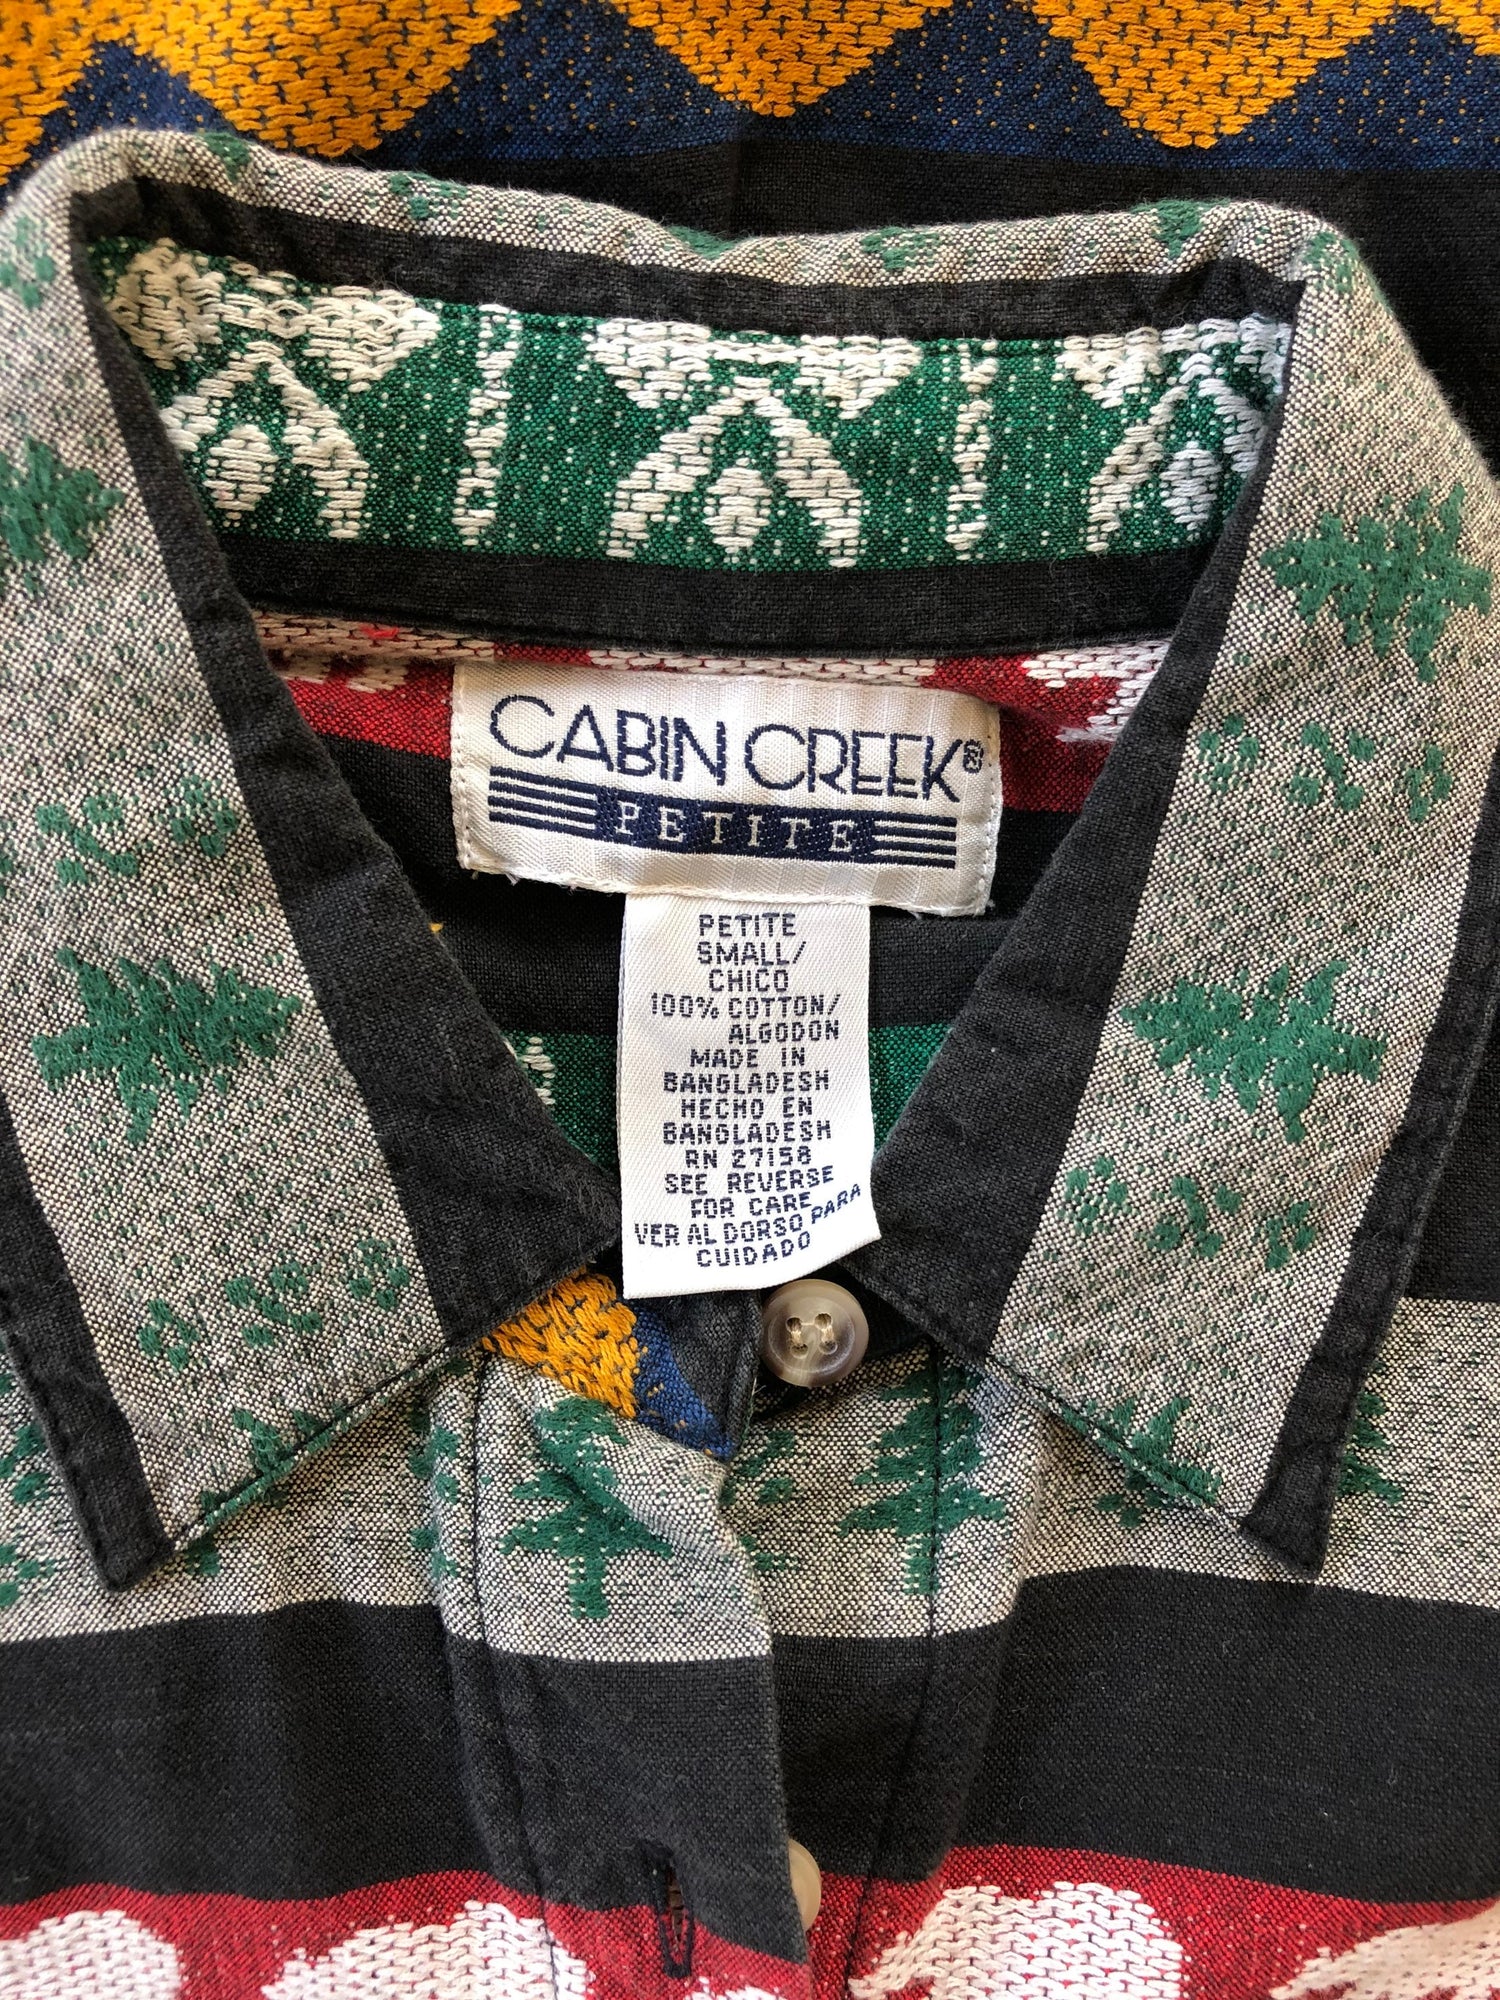 CABIN CREEK®
PETITE
PETITE
SMALL/
CHICO
100% COTTON/
ALGODON
MADE IN
BANGLADESH
HECHO EN
BANGLADESH
RN 27158
SEE REVERSE
FOR CARE
VER AL DORSO PARA
CUIDADO